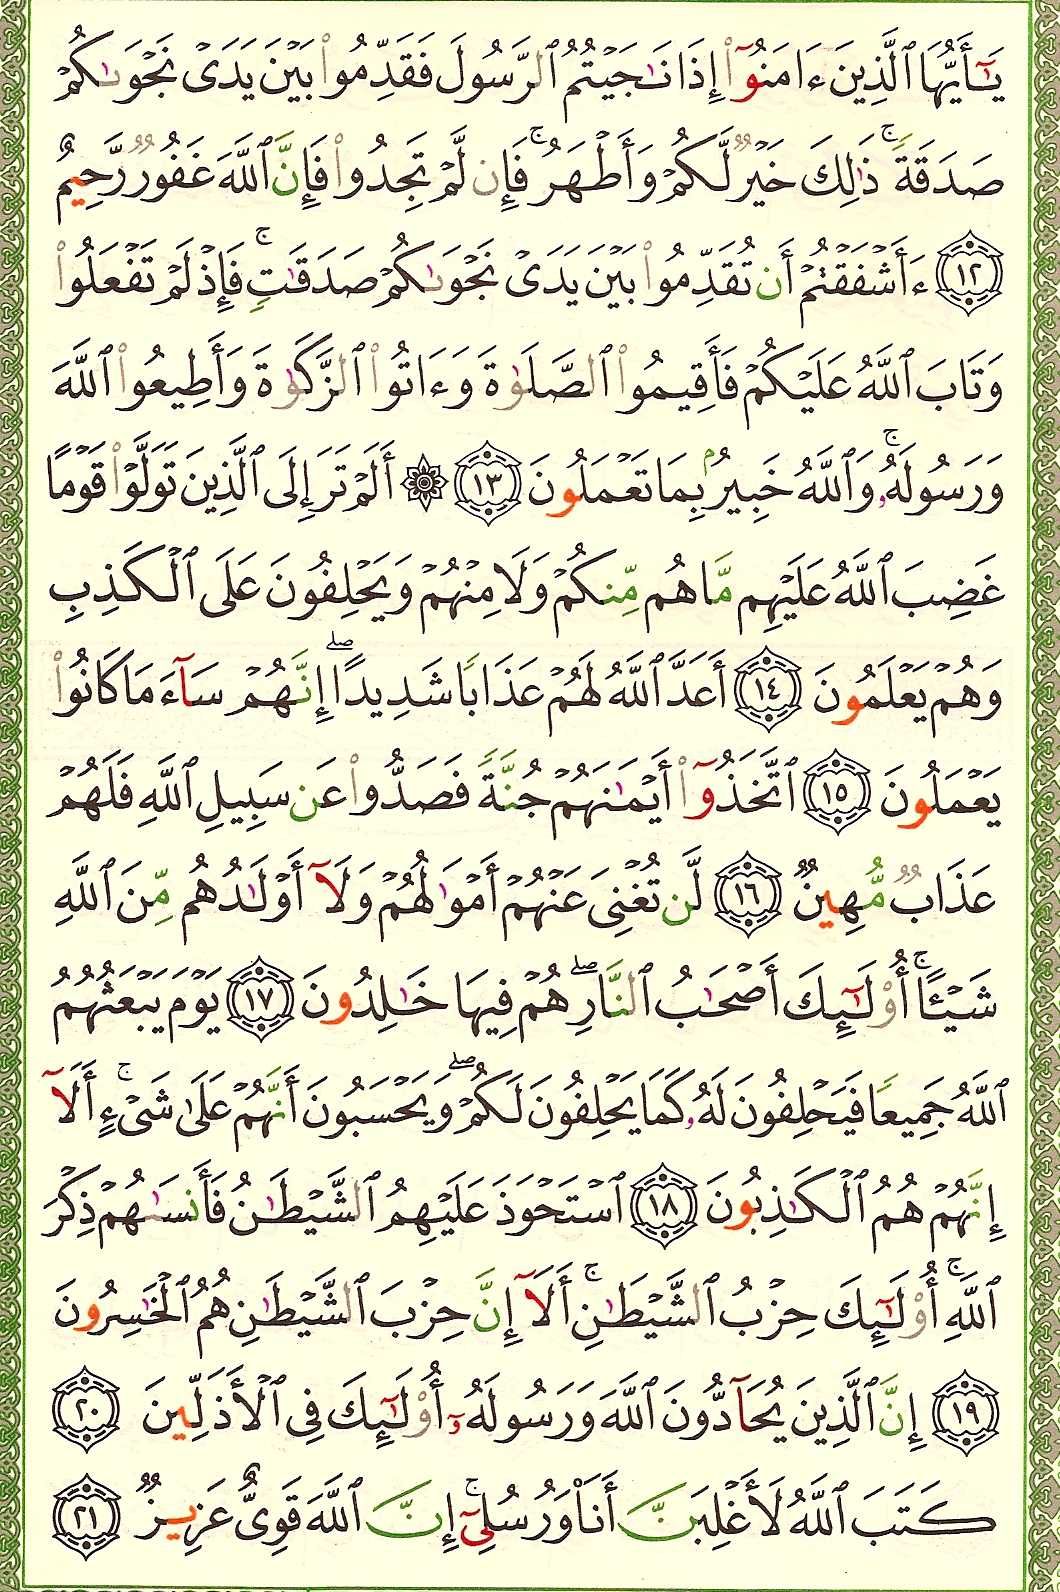 يَٰٓأَيُّهَا ٱلَّذِينَ ءَامَنُوٓا۟ إِذَا نَٰجَيْتُمُ ٱلرَّسُولَ فَقَدِّمُوا۟ بَيْنَ يَدَىْ نَجْوَىٰكُمْ
صَدَقَةً ۚ ذَٰلِكَ خَيْرٌ لَّكُمْ وَأَطْهَرُ ۚ فَإِن لَّمْ تَجِدُوا۟ فَإِنَّ ٱللَّهَ غَفُورٌ رَّحِيمٌ
١٢ ءَأَشْفَقْتُمْ أَن تُقَدِّمُوا۟ بَيْنَ يَدَىْ نَجْوَىٰكُمْ صَدَقَٰتٍ ۚ فَإِذْ لَمْ تَفْعَلُوا۟
وَتَابَ ٱللَّهُ عَلَيْكُمْ فَأَقِيمُوا۟ ٱلصَّلَوٰةَ وَءَاتُوا۟ ٱلزَّكَوٰةَ وَأَطِيعُوا۟ ٱللَّهَ
وَرَسُولَهُۥ ۚ وَٱللَّهُ خَبِيرٌۢ بِمَا تَعْمَلُونَ ١٣ ۞ أَلَمْ تَرَ إِلَى ٱلَّذِينَ تَوَلَّوْا۟ قَوْمًا
غَضِبَ ٱللَّهُ عَلَيْهِم مَّا هُم مِّنكُمْ وَلَا مِنْهُمْ وَيَحْلِفُونَ عَلَى ٱلْكَذِبِ
وَهُمْ يَعْلَمُونَ ١٤ أَعَدَّ ٱللَّهُ لَهُمْ عَذَابًا شَدِيدًا ۖ إِنَّهُمْ سَآءَ مَا كَانُوا۟
يَعْمَلُونَ ١٥ ٱتَّخَذُوٓا۟ أَيْمَٰنَهُمْ جُنَّةً فَصَدُّوا۟ عَن سَبِيلِ ٱللَّهِ فَلَهُمْ
عَذَابٌ مُّهِينٌ ١٦ لَّن تُغْنِىَ عَنْهُمْ أَمْوَٰلُهُمْ وَلَآ أَوْلَٰدُهُم مِّنَ ٱللَّهِ
شَيْـًٔا ۚ أُو۟لَٰٓئِكَ أَصْحَٰبُ ٱلنَّارِ ۖ هُمْ فِيهَا خَٰلِدُونَ ١٧ يَوْمَ يَبْعَثُهُمُ
ٱللَّهُ جَمِيعًا فَيَحْلِفُونَ لَهُۥ كَمَا يَحْلِفُونَ لَكُمْ ۖ وَيَحْسَبُونَ أَنَّهُمْ عَلَىٰ شَىْءٍ ۚ أَلَآ
إِنَّهُمْ هُمُ ٱلْكَٰذِبُونَ ١٨ ٱسْتَحْوَذَ عَلَيْهِمُ ٱلشَّيْطَٰنُ فَأَنسَىٰهُمْ ذِكْرَ
ٱللَّهِ ۚ أُو۟لَٰٓئِكَ حِزْبُ ٱلشَّيْطَٰنِ ۚ أَلَآ إِنَّ حِزْبَ ٱلشَّيْطَٰنِ هُمُ ٱلْخَٰسِرُونَ
١٩ إِنَّ ٱلَّذِينَ يُحَآدُّونَ ٱللَّهَ وَرَسُولَهُۥٓ أُو۟لَٰٓئِكَ فِى ٱلْأَذَلِّينَ ٢٠
كَتَبَ ٱللَّهُ لَأَغْلِبَنَّ أَنَا۠ وَرُسُلِىٓ ۚ إِنَّ ٱللَّهَ قَوِىٌّ عَزِيزٌ ٢١